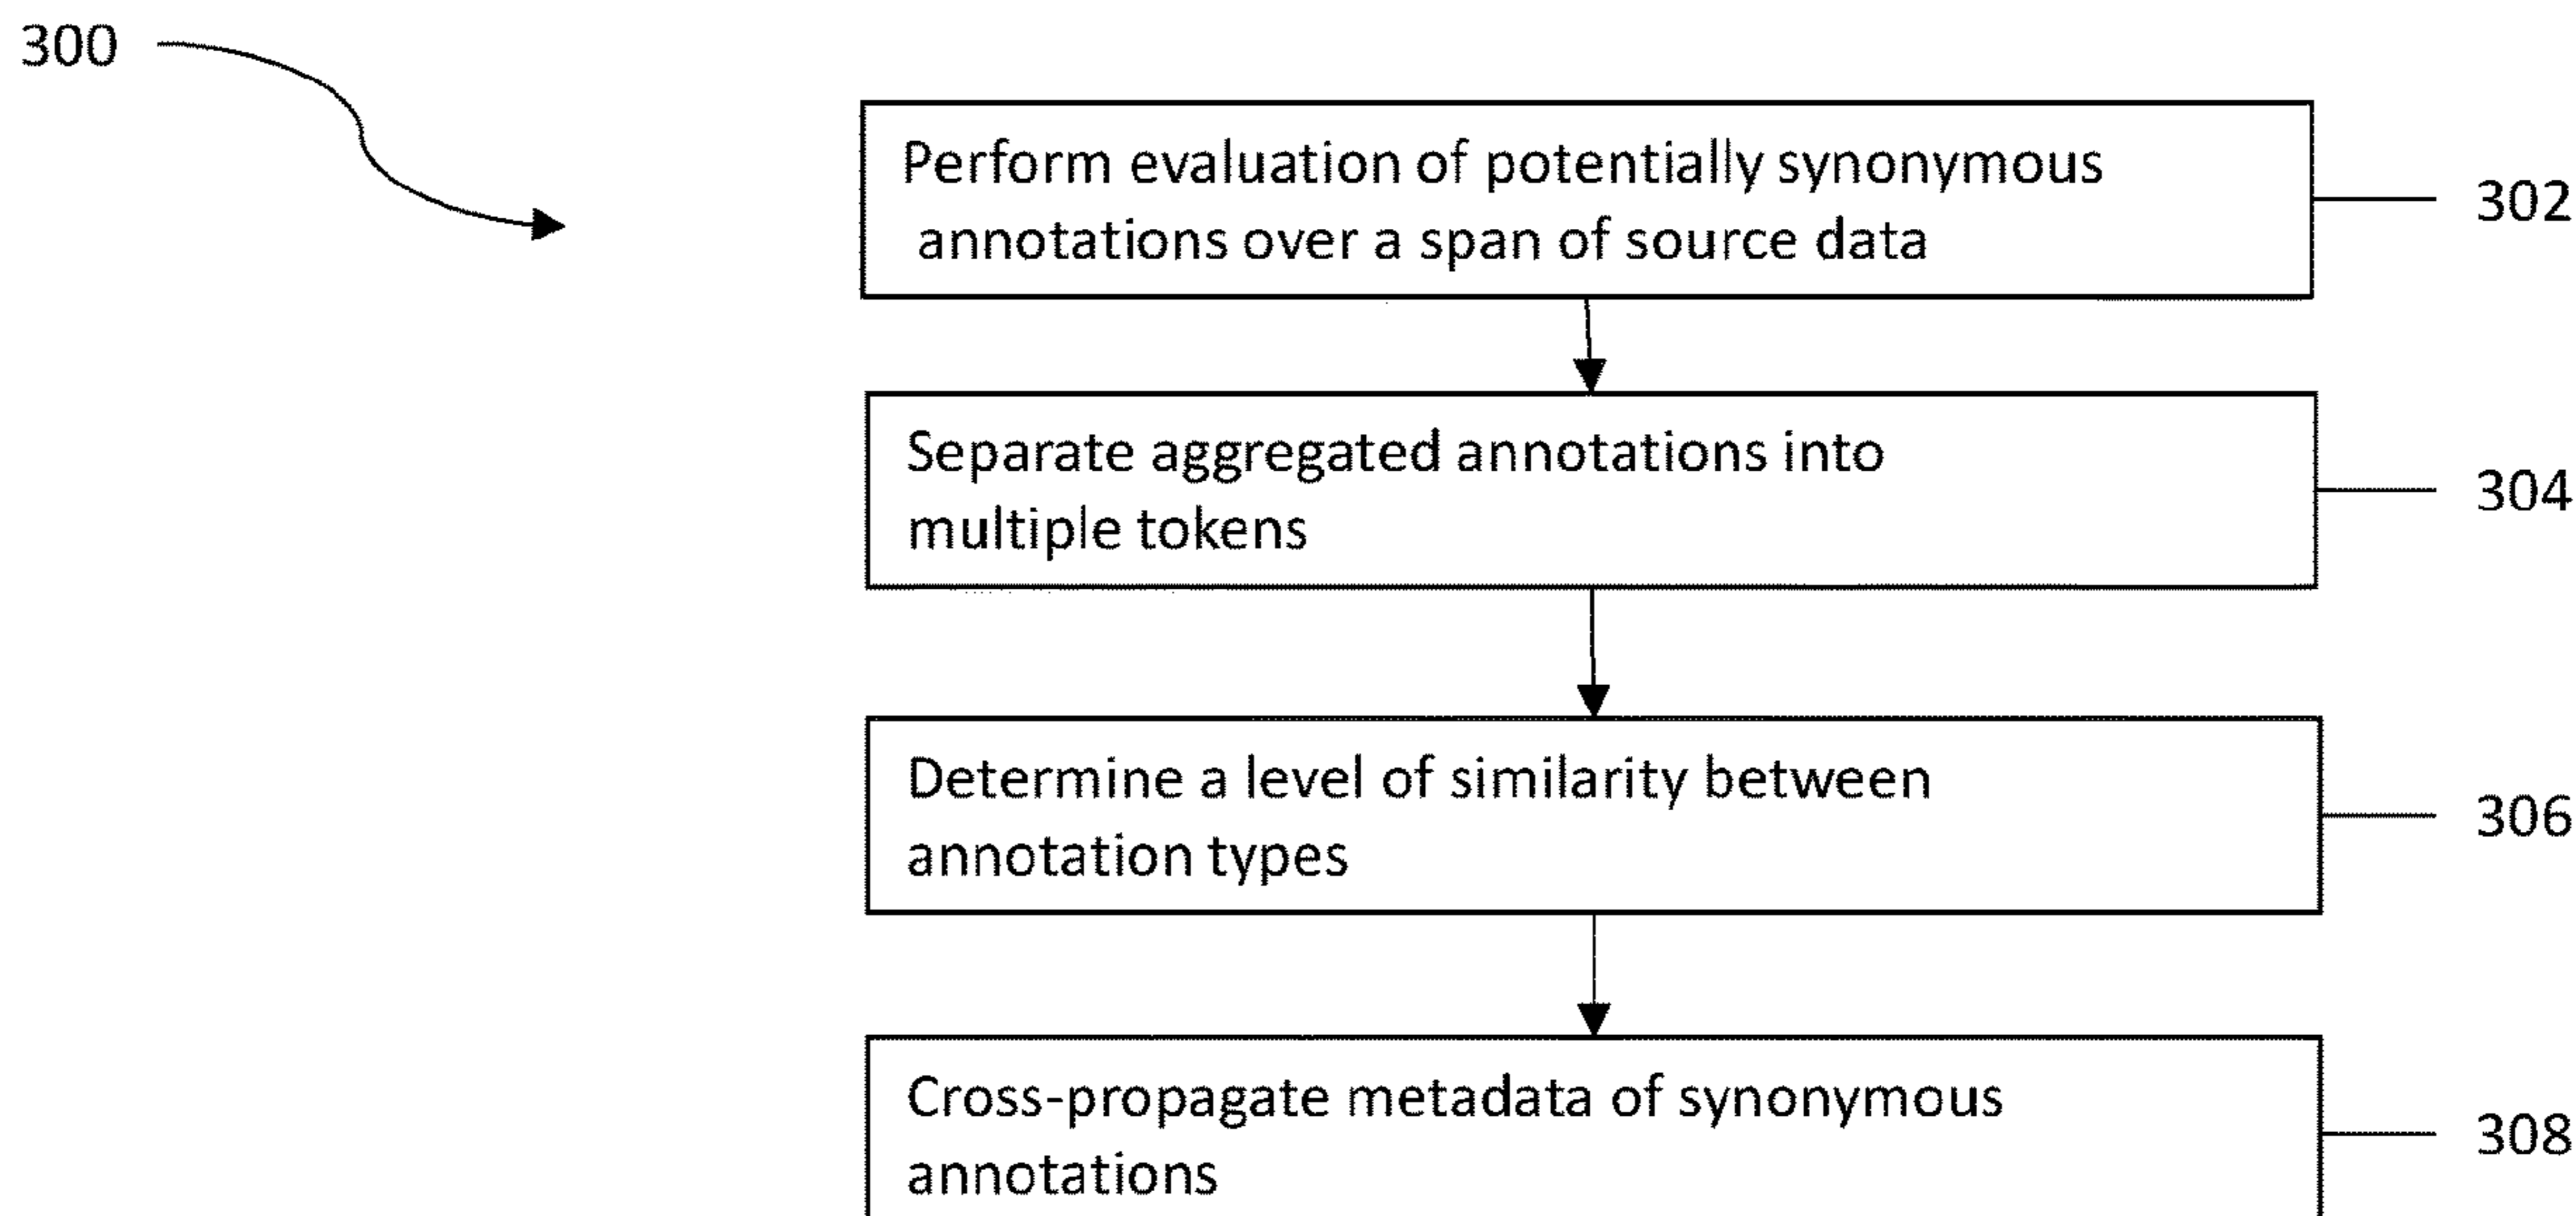 300
Perform evaluation of potentially synonymous
annotations over a span of source data
302
Separate aggregated annotations into
multiple tokens
304
Determine a level of similarity between
annotation types
306
Cross-propagate metadata of synonymous
annotations
308